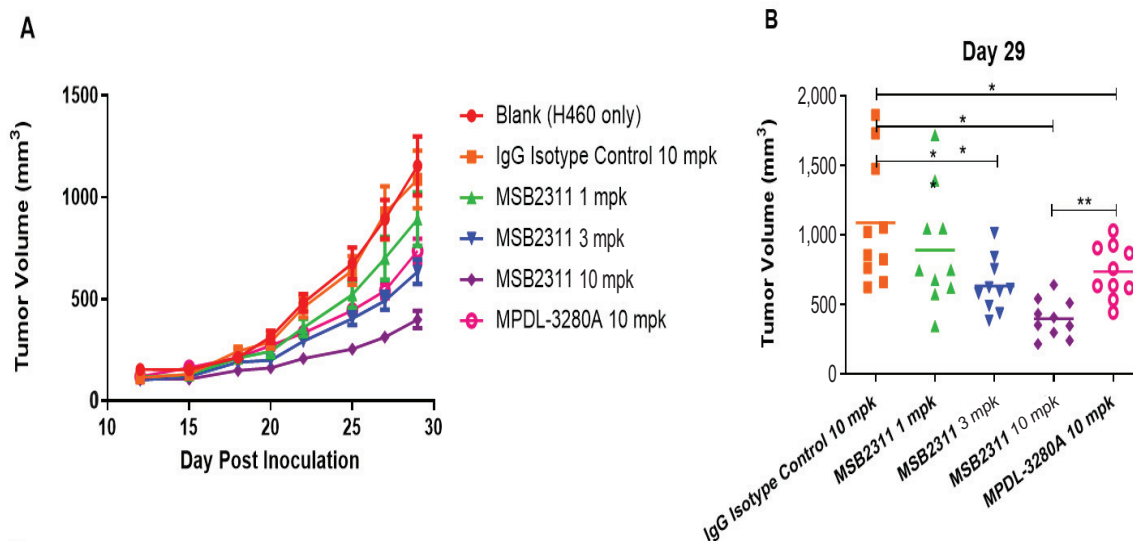 A
Tumor Volume (mm³)
1500
1000
500
0
10
15
20
25
30
Day Post Inoculation
Blank (H460 only)
IgG Isotype Control 10 mpk
MSB2311 1 mpk
MSB2311 3 mpk
MSB2311 10 mpk
MPDL-3280A 10 mpk
B
Day 29
Tumor Volume (mm³)
2,000
1,500
1,000
500
0
*
*
* *
*
**
IgG Isotype Control 10 mpk
MSB2311 1 mpk
MSB2311 3 mpk
MSB2311 10 mpk
MPDL-3280A 10 mpk